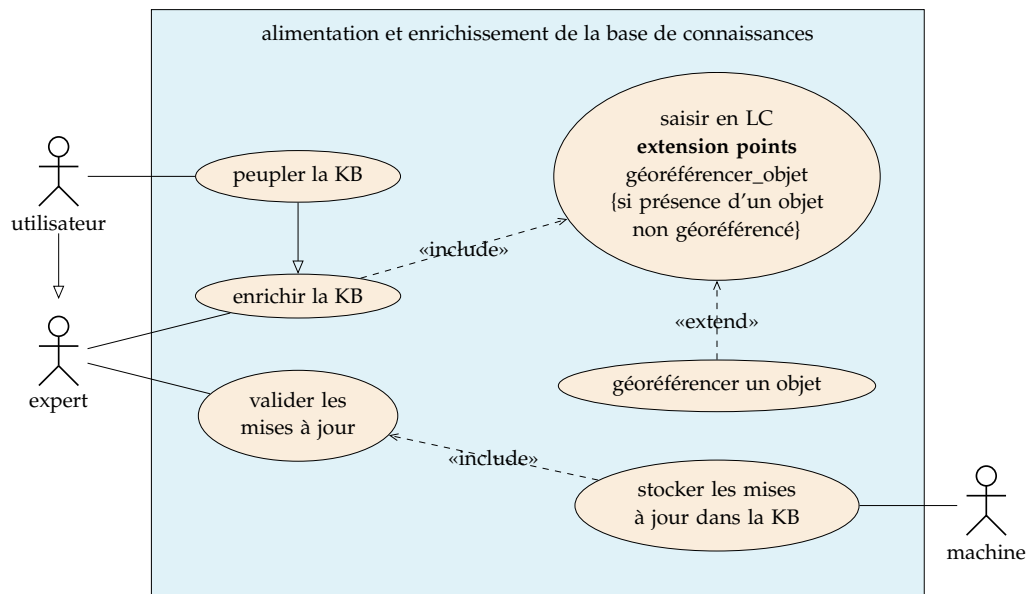 alimentation et enrichissement de la base de connaissances
saisir en LC
extension points
géoréférencer_objet
{si présence d'un objet
non géoréférencé}
peupler la KB
utilisateur
«include»
enrichir la KB
«extend»
expert
géoréférencer un objet
valider les
mises à jour
«include»
stocker les mises
à jour dans la KB
machine